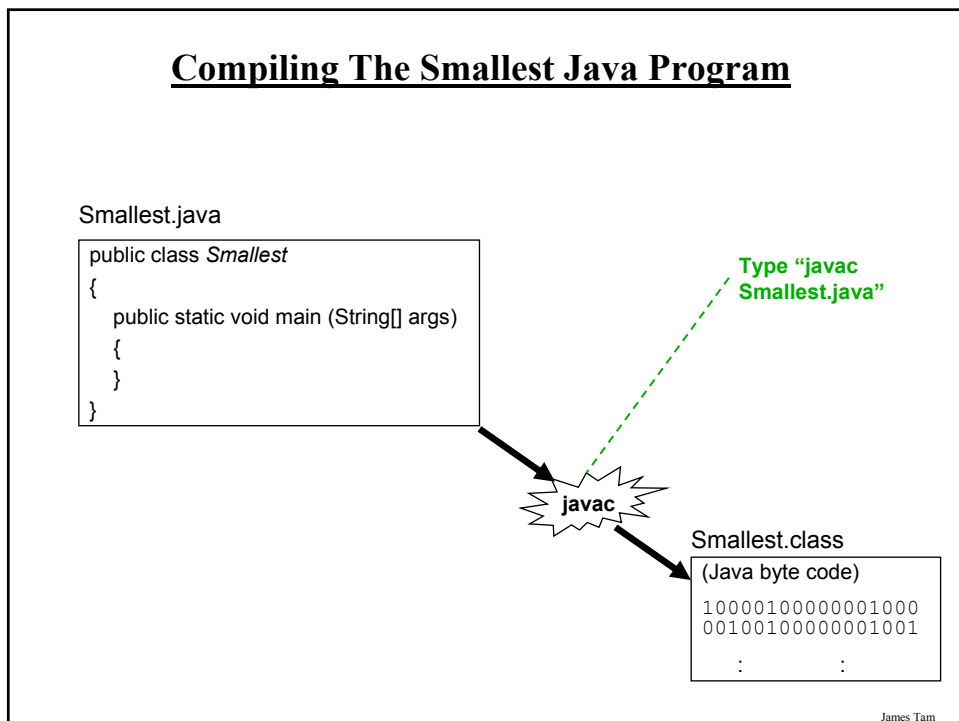 Compiling The Smallest Java Program
Smallest.java
public class Smallest
{
public static void main (String[] args)
{
}
}
Type “javac
Smallest.java”
javac
Smallest.class
(Java byte code)
10000100000001000
00100100000001001
: :
James Tam